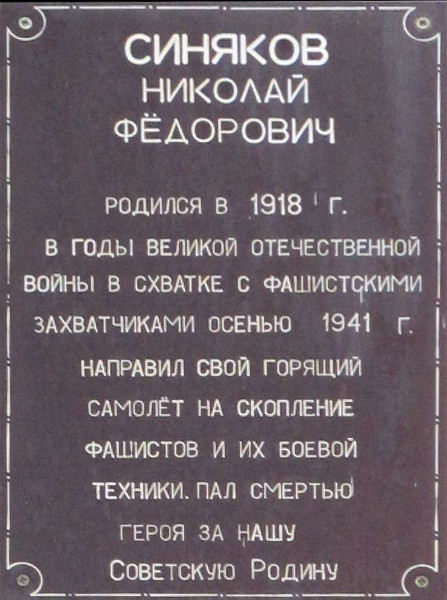 СИНЯКОВ
НИКОЛАЙ
ФЁДОРОВИЧ
РОДИЛСЯ В 1918 Г.
В ГОДЫ ВЕЛИКОЙ ОТЕЧЕСТВЕННОЙ
ВОЙНЫ В СХВАТКЕ С ФАШИСТСКИМИ
ЗАХВАТЧИКАМИ ОСЕНЬЮ 1941 Г.
НАПРАВИЛ СВОЙ ГОРЯЩИЙ
САМОЛЁТ НА СКОПЛЕНИЕ
ФАШИСТОВ И ИХ БОЕВОЙ
ТЕХНИКИ. ПАЛ СМЕРТЬЮ
ГЕРОЯ ЗА НАШУ
СОВЕТСКУЮ РОДИНУ